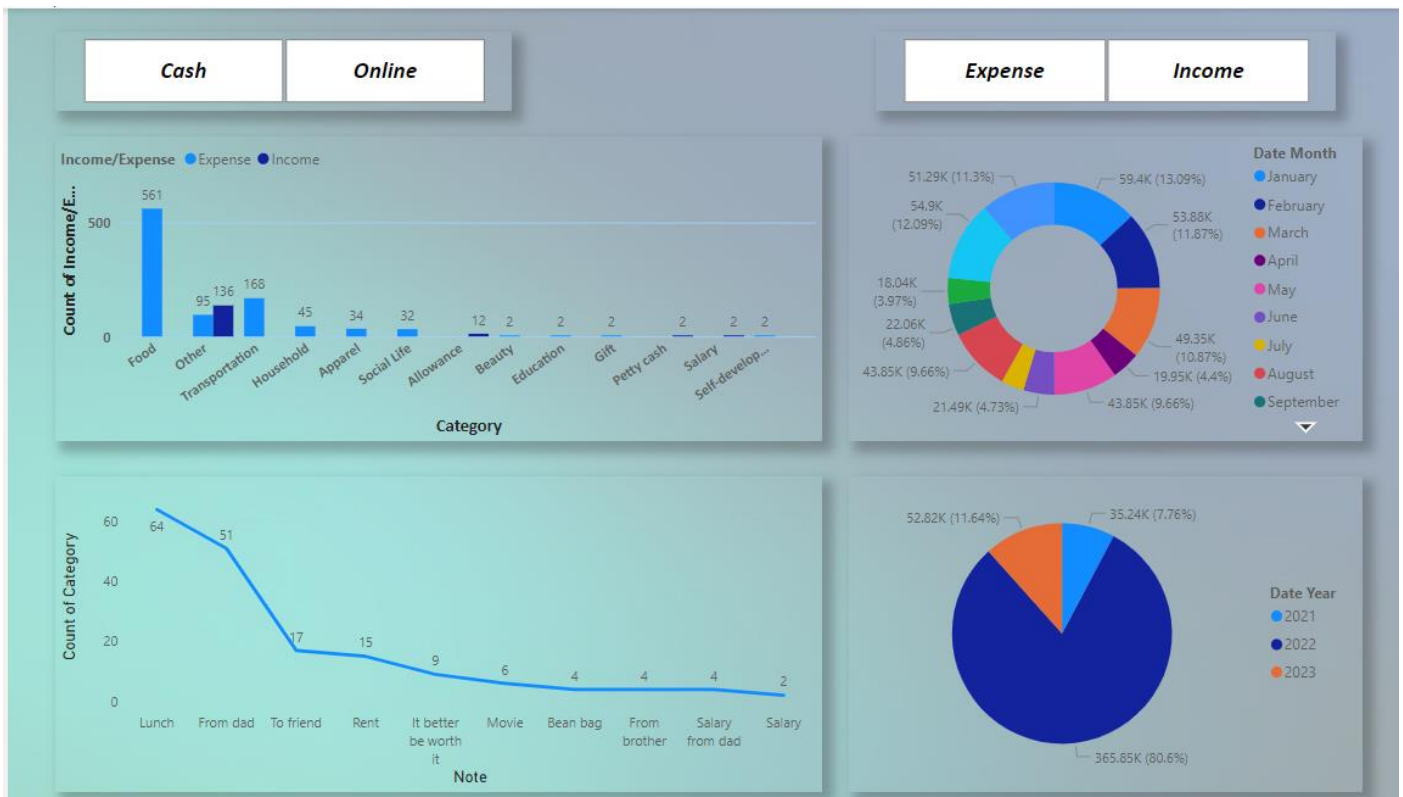 Cash
Online
Expense
Income
Income/Expense
Expense
Income
Count of Income/E...
500
0
561
95
136
168
45
34
32
12
2
2
2
2
2
2
Food
Other
Transportation
Household
Apparel
Social Life
Allowance
Beauty
Education
Gift
Petty cash
Salary
Self-develop...
Category
51.29K (11.3%)
59.4K (13.09%)
54.9K
(12.09%)
53.88K
(11.87%)
18.04K
(3.97%)
22.06K
(4.86%)
49.35K
(10.87%)
43.85K (9.66%)
19.95K (4.4%)
21.49K (4.73%)
43.85K (9.66%)
Date Month
January
February
March
April
May
June
July
August
September
Count of Category
60
40
20
0
64
51
17
15
9
6
4
4
4
2
Lunch
From dad
To friend
Rent
It better
be worth
it
Movie
Bean bag
From
brother
Salary
from dad
Salary
Note
52.82K (11.64%)
35.24K (7.76%)
365.85K (80.6%)
Date Year
2021
2022
2023